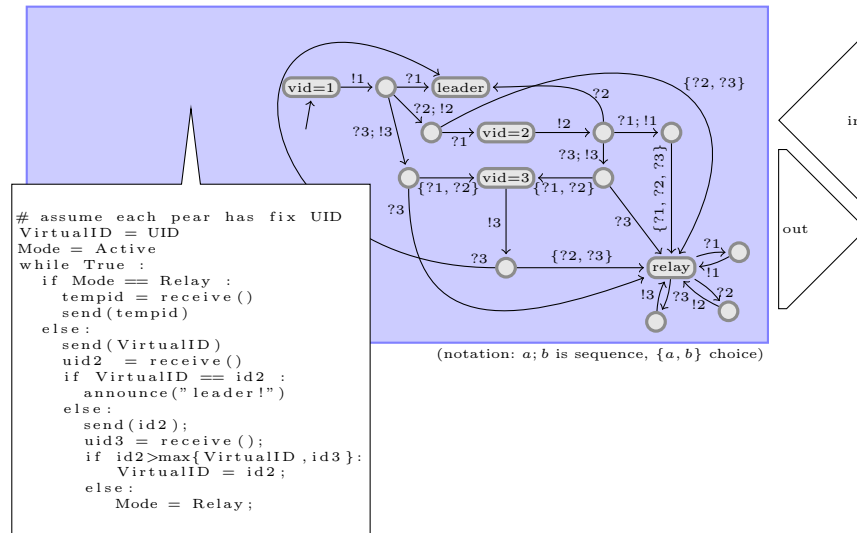 vid=1
!1
?1
leader
?2
{?2, ?3}
?2; !2
?3; !3
?1
vid=2
!2
?1; !1
?3; !3
{?1, ?2, ?3}
{?1, ?2}
vid=3
{?1, ?2}
?3
!3
?3
?3
{?2, ?3}
relay
?1
!1
!3
?3
!2
?2
out
in
(notation: a; b is sequence, {a, b} choice)
# assume each pear has fix UID
VirtualID = UID
Mode = Active
while True :
if Mode == Relay :
tempid = receive()
send(tempid)
else:
send(VirtualID)
uid2 = receive()
if VirtualID == id2 :
announce("leader!")
else:
send(id2);
uid3 = receive();
if id2>max{VirtualID,id3}:
VirtualID = id2;
else:
Mode = Relay;